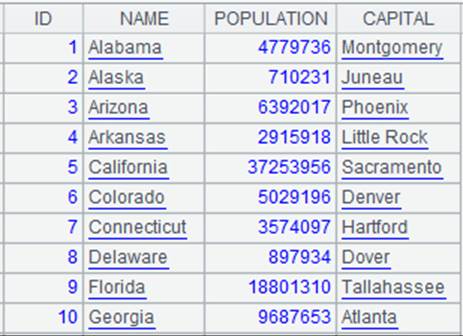 ID NAME POPULATION CAPITAL
1 Alabama 4779736 Montgomery
2 Alaska 710231 Juneau
3 Arizona 6392017 Phoenix
4 Arkansas 2915918 Little Rock
5 California 37253956 Sacramento
6 Colorado 5029196 Denver
7 Connecticut 3574097 Hartford
8 Delaware 897934 Dover
9 Florida 18801310 Tallahassee
10 Georgia 9687653 Atlanta